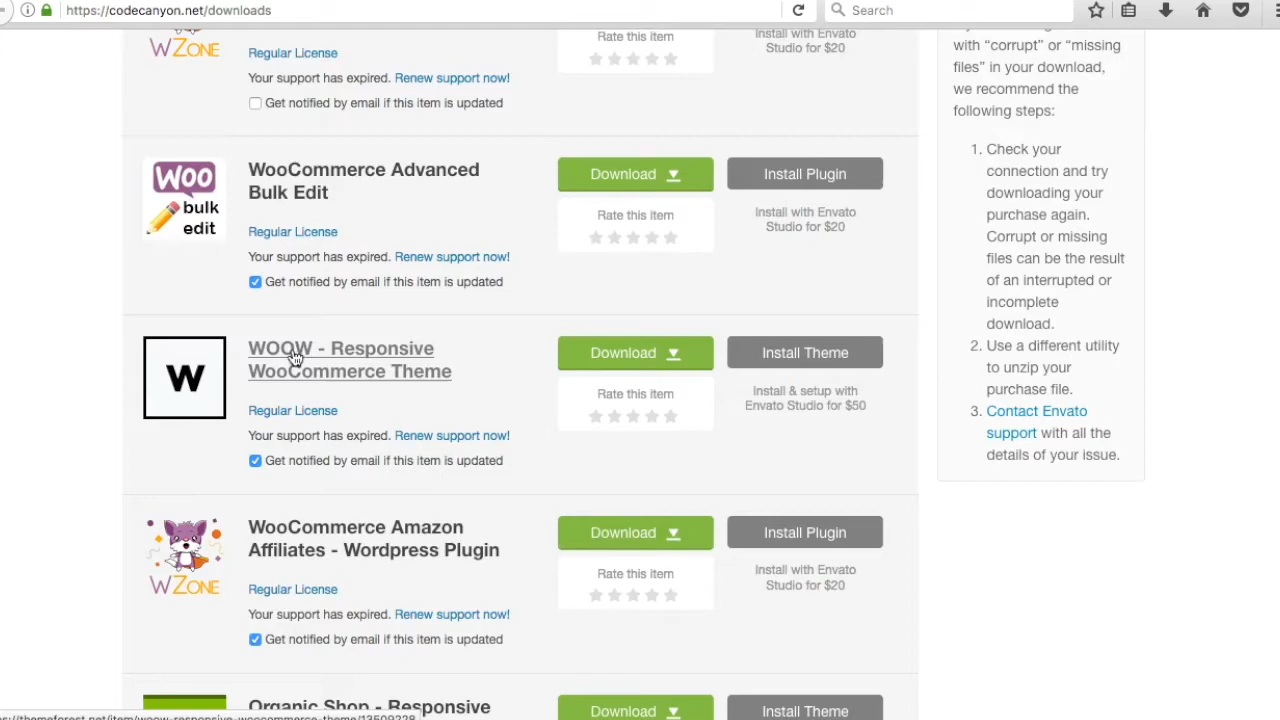 https://codecanyon.net/downloads
Search
WZONE
Regular License
Your support has expired. Renew support now!
Get notified by email if this item is updated
Rate this item
Install with Envato
Studio for $20
WOO
bulk
edit
WooCommerce Advanced
Bulk Edit
Regular License
Your support has expired. Renew support now!
Get notified by email if this item is updated
Download
Rate this item
Install Plugin
Install with Envato
Studio for $20
W
WOOW - Responsive
WooCommerce Theme
Regular License
Your support has expired. Renew support now!
Get notified by email if this item is updated
Download
Rate this item
Install Theme
Install & setup with
Envato Studio for $50
WZONE
WooCommerce Amazon
Affiliates - Wordpress Plugin
Regular License
Your support has expired. Renew support now!
Get notified by email if this item is updated
Download
Rate this item
Install Plugin
Install with Envato
Studio for $20
Organic Shop - Responsive
Download
Install Theme
with "corrupt" or "missing
files" in your download,
we recommend the
following steps:
1. Check your
connection and try
downloading your
purchase again.
Corrupt or missing
files can be the result
of an interrupted or
incomplete
download.
2. Use a different utility
to unzip your
purchase file.
3. Contact Envato
support with all the
details of your issue.